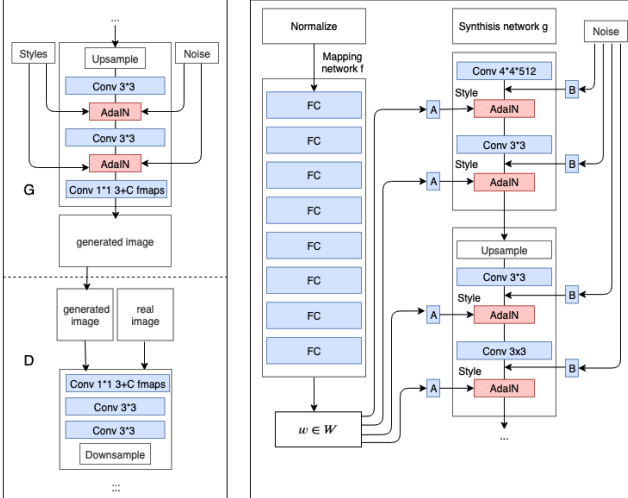 ...
Styles
Noise
Upsample
Conv 3*3
AdaIN
Conv 3*3
AdaIN
G
Conv 1*1 3+C fmaps
generated image
generated
image
real
image
D
Conv 1*1 3+C fmaps
Conv 3*3
Conv 3*3
Downsample
...
Normalize
Mapping
network f
FC
FC
FC
FC
FC
FC
FC
FC
w ∈ W
Synthisis network g
Noise
Conv 4*4*512
Style
B
A
AdaIN
Conv 3*3
Style
B
A
AdaIN
Upsample
Conv 3*3
Style
B
A
AdaIN
Conv 3x3
Style
B
A
AdaIN
...